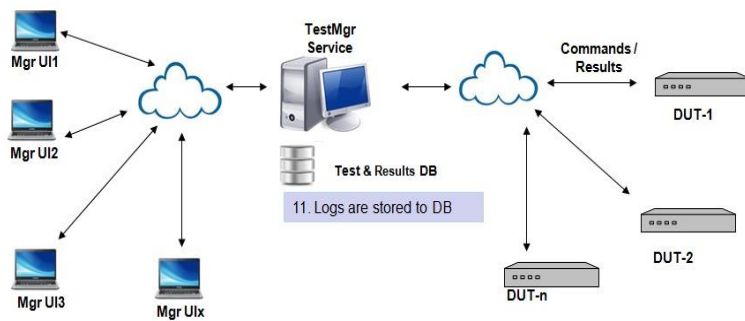 Mgr UI1
Mgr UI2
Mgr UI3
Mgr UIx
TestMgr
Service
Test & Results DB
11. Logs are stored to DB
Commands /
Results
DUT-1
DUT-2
DUT-n